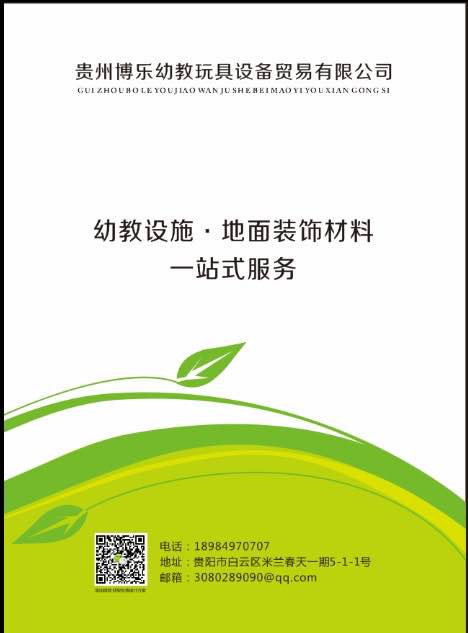 贵州博乐幼教玩具设备贸易有限公司
GUI ZHOU BO LE YOU JIAO WAN JU SHE BEI MAO YI YOU XIAN GONG SI
幼教设施·地面装饰材料
一站式服务
电话：18984970707
地址：贵阳市白云区米兰春天一期5-1-1号
邮箱：3080289090@qq.com